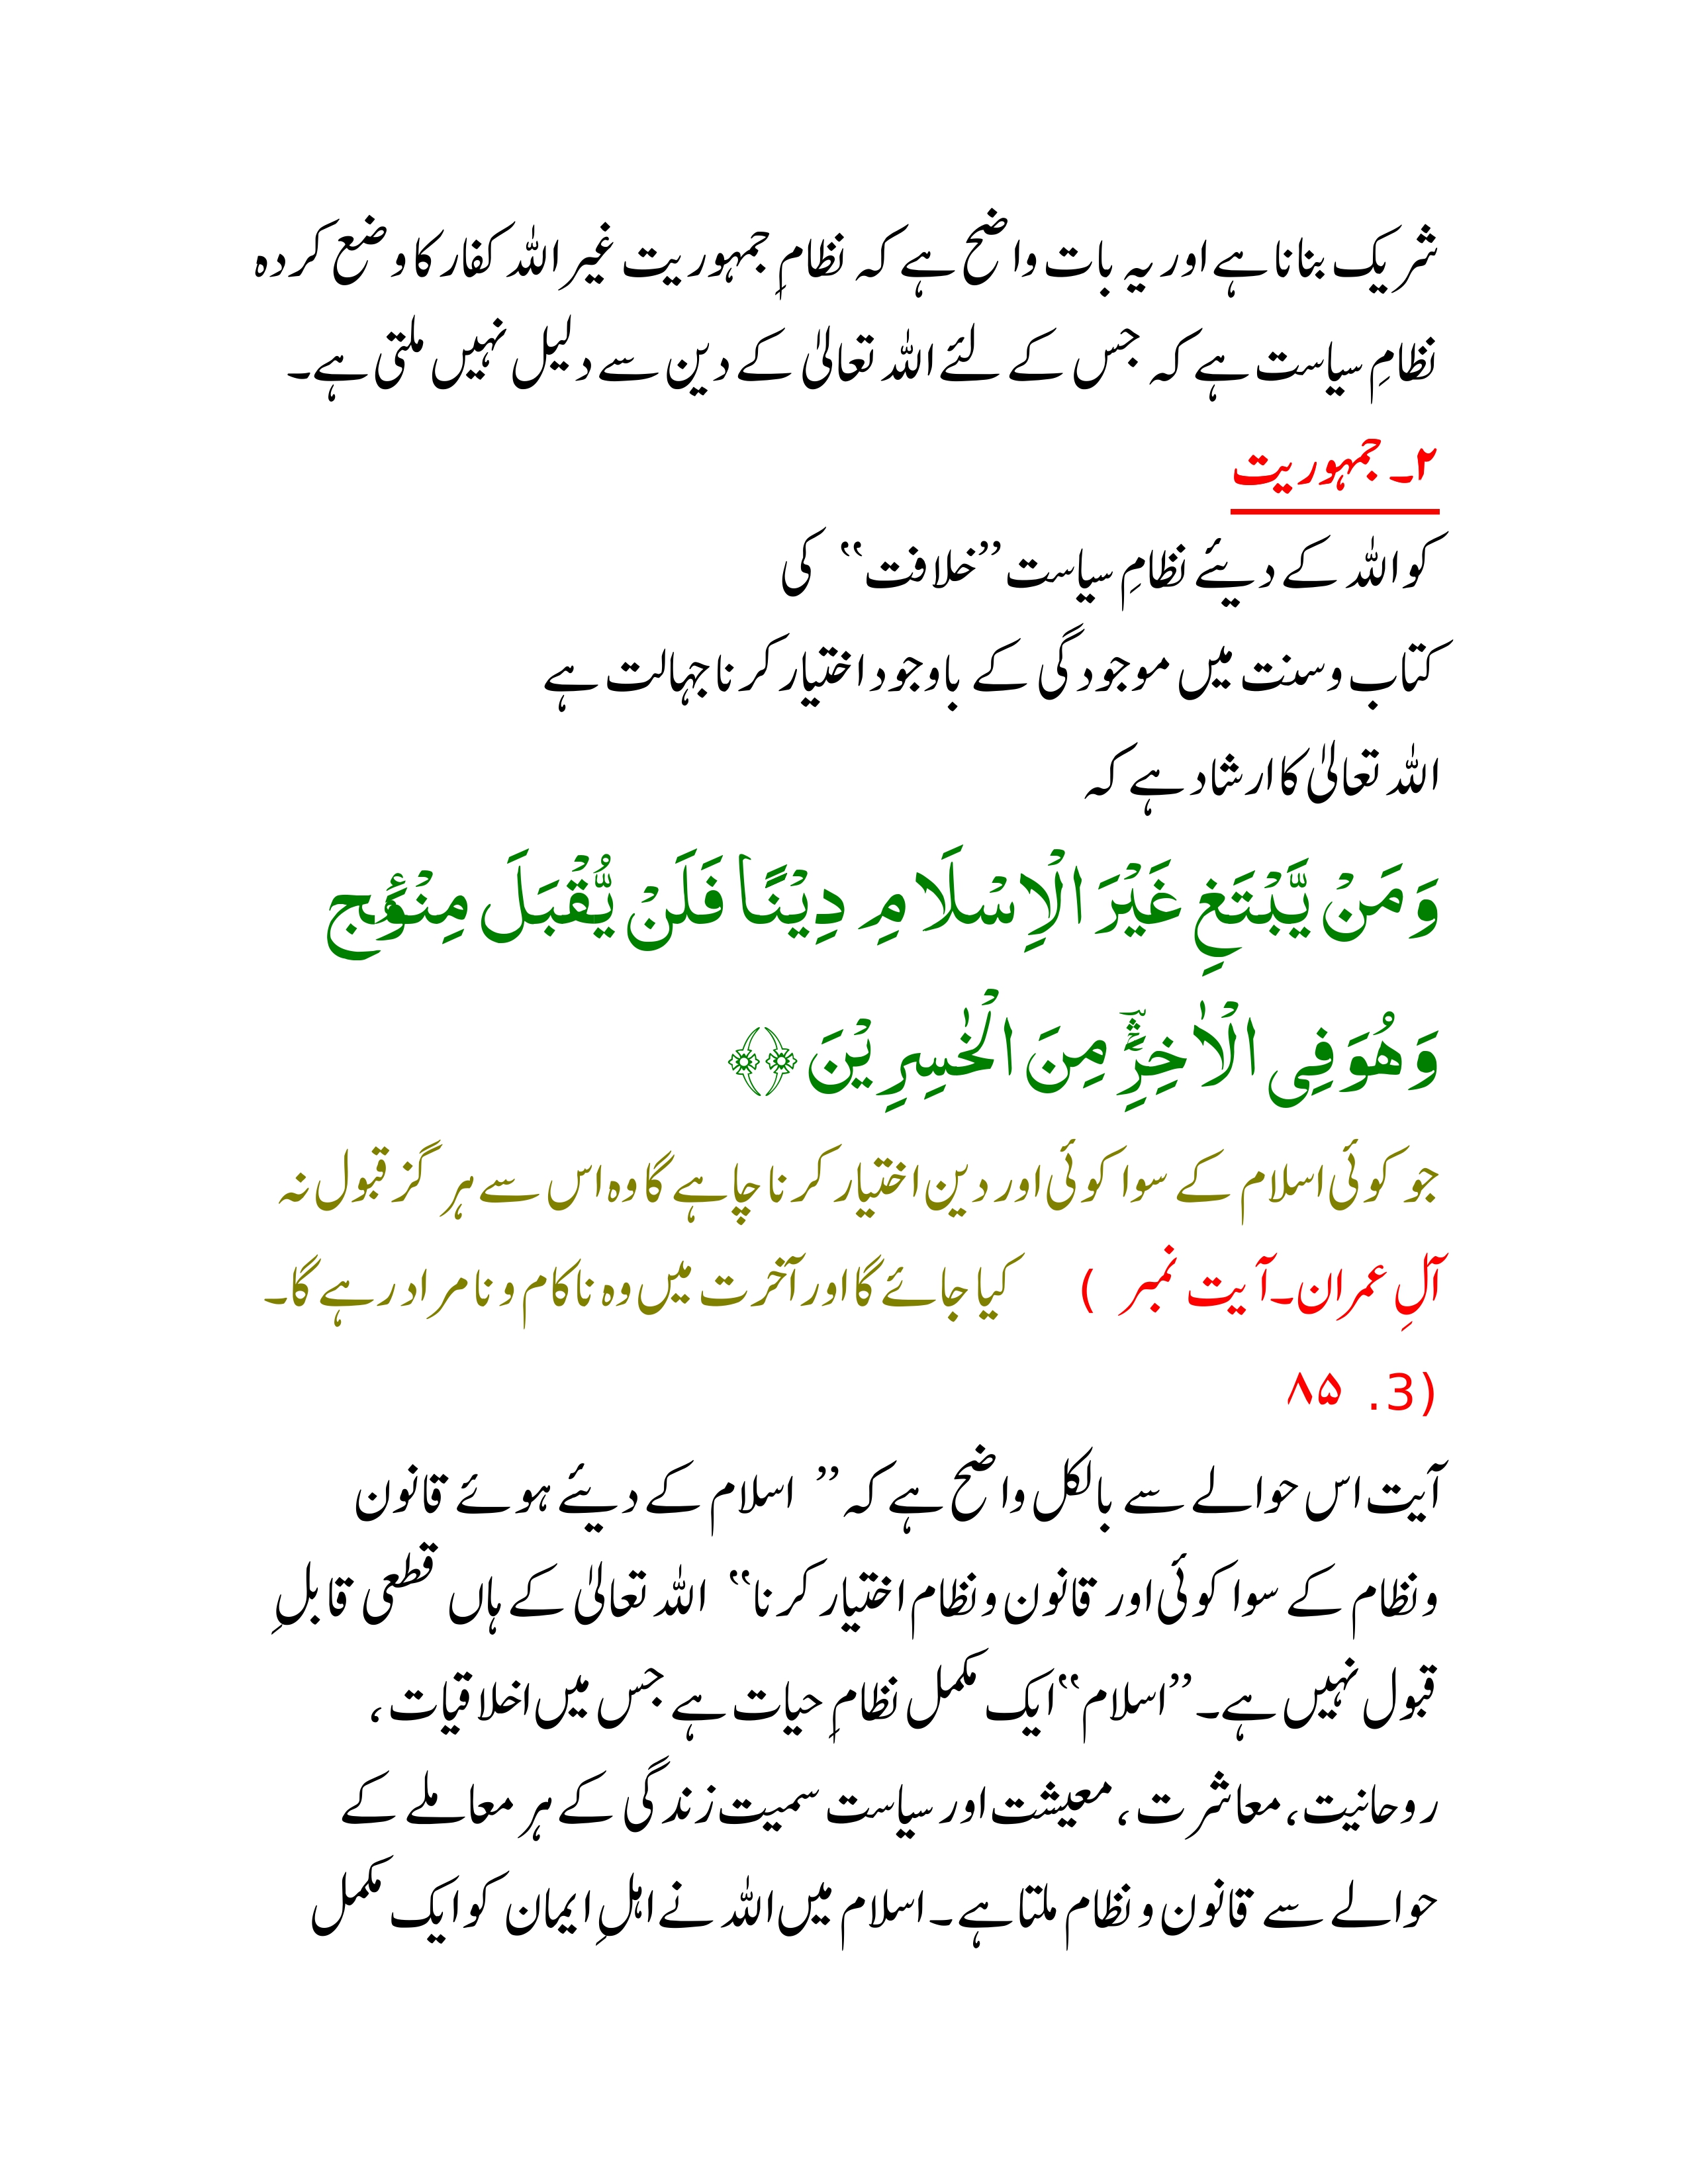 شریک بنانا ہے اور یہ بات واضح ہے کہ نظامِ جمہوریت غیر اللہ کفار کا وضع کردہ
نظامِ سیاست ہے کہ جس کے لئے اللہ تعالیٰ کے دین سے دلیل نہیں ملتی ہے۔
۲۔ جمہوریت
کو اللہ کے دیئے نظامِ سیاست ’’خلافت‘‘ کی
کتاب وسنت میں موجودگی کے باوجود اختیار کرنا جہالت ہے
اللہ تعالیٰ کا ارشاد ہے کہ
وَمَنْ یَّبْتَغِ غَیْرَ الْاِسْلَامِ دِیْنًا فَلَنْ یُّقْبَلَ مِنْہُ ج
وَھُوَ فِی الْاٰخِرَۃِ مِنَ الْخٰسِرِیْنَ ﴿﴾
جو کوئی اسلام کے سوا کوئی اور دین اختیار کرنا چاہے گا وہ اس سے ہرگز قبول نہ
کیا جائے گا اور آخرت میں وہ ناکام و نامراد رہے گا۔ (آلِ عمران۔ آیت نمبر
(3. ۸۵
آیت اس حوالے سے بالکل واضح ہے کہ ’’ اسلام کے دیئے ہوئے قانون
ونظام کے سوا کوئی اور قانون ونظام اختیار کرنا‘‘ اللہ تعالیٰ کے ہاں قطعی قابلِ
قبول نہیں ہے۔ ’’اسلام‘‘ ایک مکمل نظامِ حیات ہے جس میں اخلاقیات،
روحانیت، معاشرت، معیشت اور سیاست سمیت زندگی کے ہر معاملے کے
حوالے سے قانون ونظام ملتا ہے۔ اسلام میں اللہ نے اہلِ ایمان کو ایک مکمل